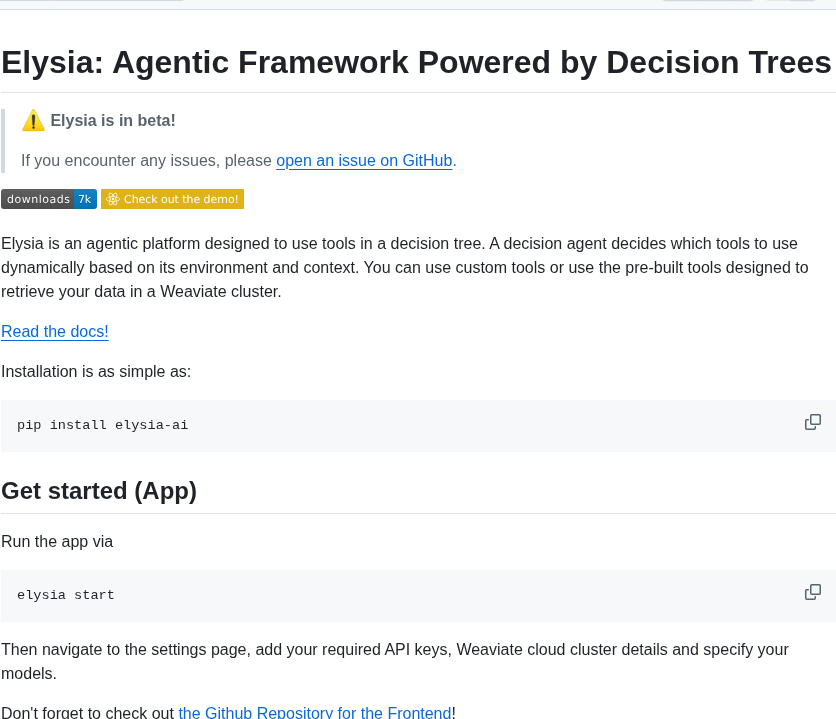 Elysia: Agentic Framework Powered by Decision Trees
⚠️ Elysia is in beta!
If you encounter any issues, please open an issue on GitHub.
downloads 7k Check out the demo!
Elysia is an agentic platform designed to use tools in a decision tree. A decision agent decides which tools to use
dynamically based on its environment and context. You can use custom tools or use the pre-built tools designed to
retrieve your data in a Weaviate cluster.
Read the docs!
Installation is as simple as:
pip install elysia-ai
Get started (App)
Run the app via
elysia start
Then navigate to the settings page, add your required API keys, Weaviate cloud cluster details and specify your
models.
Don't forget to check out the Github Repository for the Frontend!